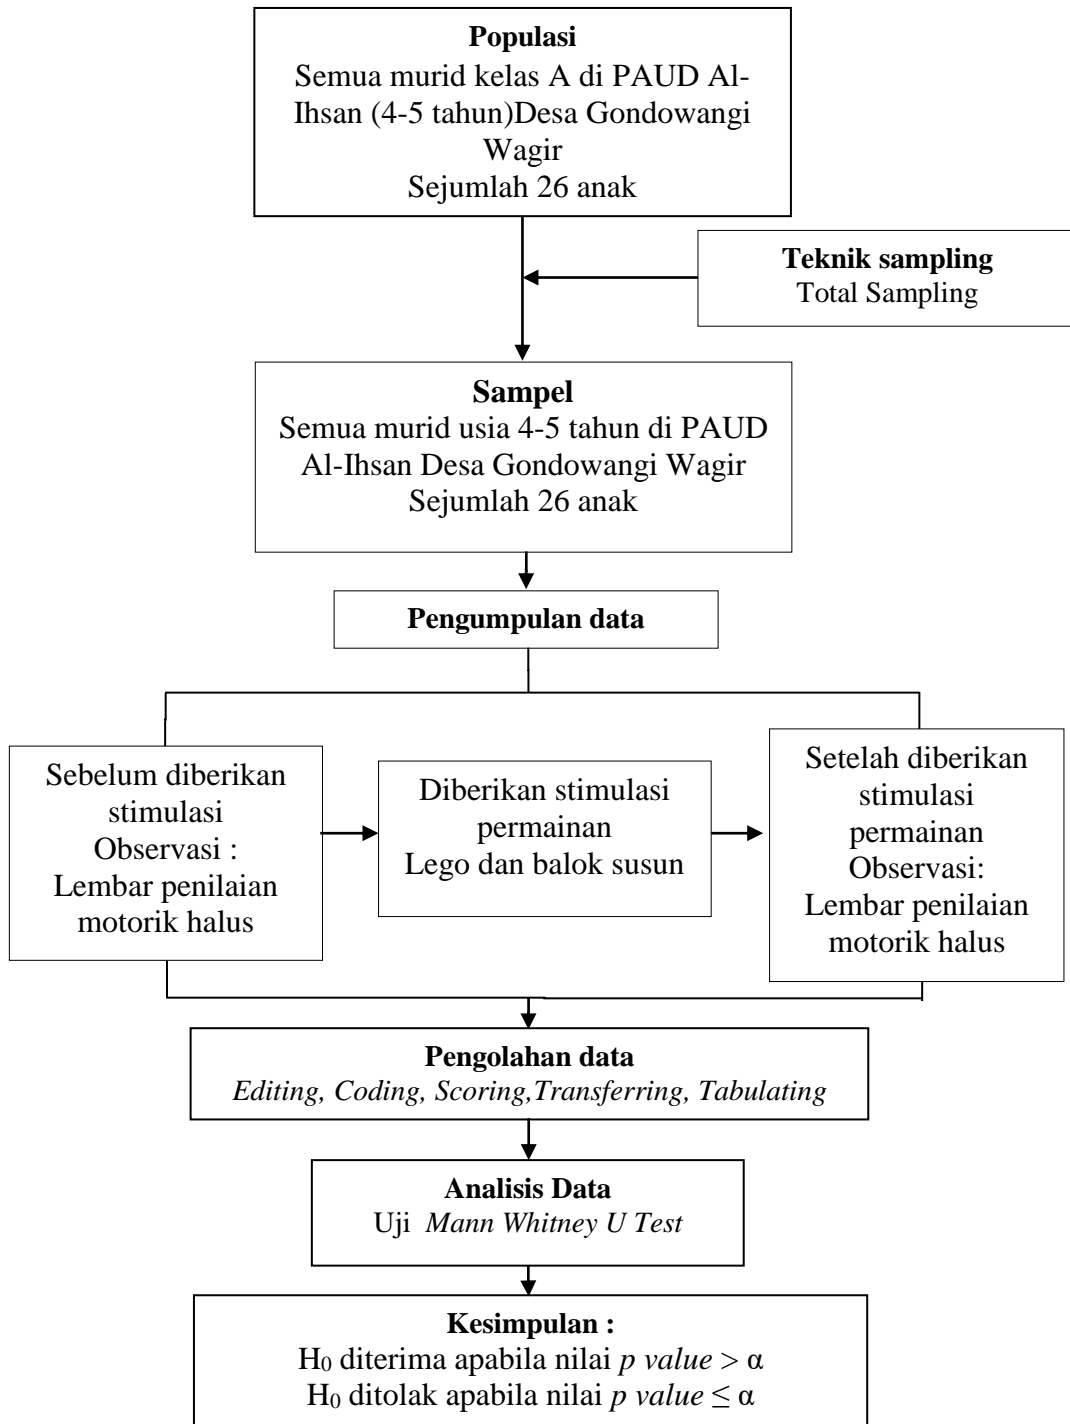 Populasi
Semua murid kelas A di PAUD Al-
Ihsan (4-5 tahun)Desa Gondowangi
Wagir
Sejumlah 26 anak
Teknik sampling
Total Sampling
Sampel
Semua murid usia 4-5 tahun di PAUD
Al-Ihsan Desa Gondowangi Wagir
Sejumlah 26 anak
Pengumpulan data
Sebelum diberikan
stimulasi
Observasi :
Lembar penilaian
motorik halus
Diberikan stimulasi
permainan
Lego dan balok susun
Setelah diberikan
stimulasi
permainan
Observasi:
Lembar penilaian
motorik halus
Pengolahan data
Editing, Coding, Scoring,Transferring, Tabulating
Analisis Data
Uji Mann Whitney U Test
Kesimpulan :
H₀ diterima apabila nilai p value > α
H₀ ditolak apabila nilai p value ≤ α